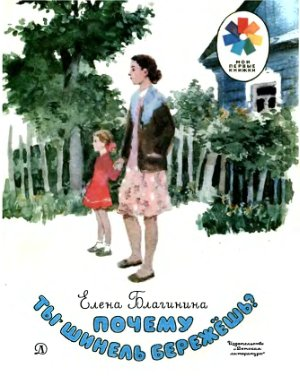 МОИ
ПЕРВЫЕ
КНИЖКИ
Елена Благинина
ПОЧЕМУ
ТЫ ШИНЕЛЬ БЕРЕЖЁШЬ?
Издательство
«Детская
литература»